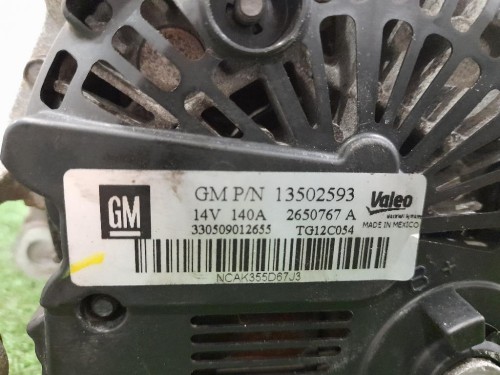 GM
GM P/N 13502593
14V 140A 2650767 A
330509012655 TG12C054
Valeo
MADE IN MEXICO
NCAK355D67J3
B+